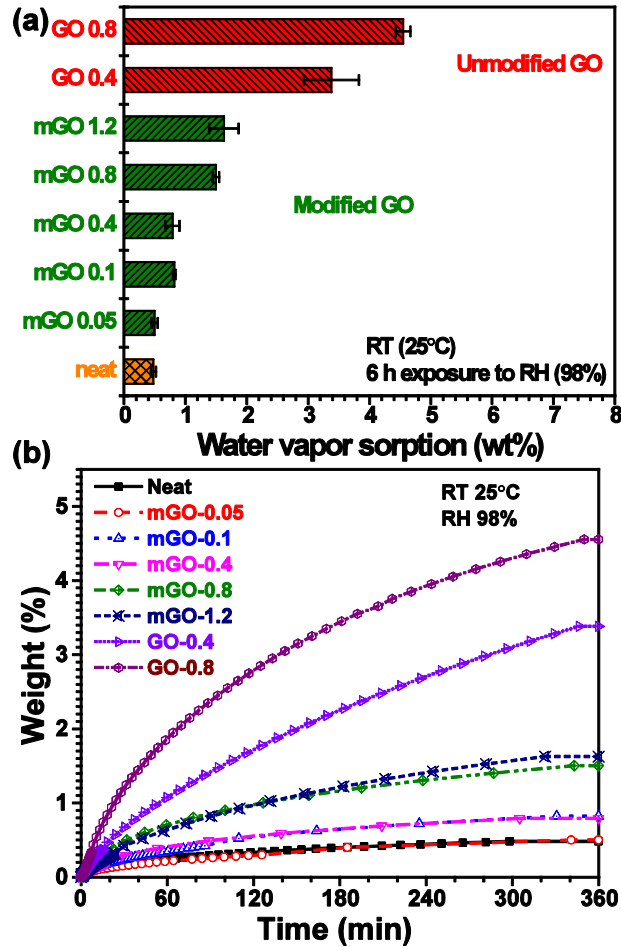 (a)
GO 0.8
Unmodified GO
GO 0.4
mGO 1.2
mGO 0.8
Modified GO
mGO 0.4
mGO 0.1
mGO 0.05
RT (25°C)
neat
6 h exposure to RH (98%)
0 1 2 3 4 5 6 7 8
Water vapor sorption (wt%)
(b)
Neat
mGO-0.05
mGO-0.1
mGO-0.4
mGO-0.8
mGO-1.2
GO-0.4
GO-0.8
RT 25°C
RH 98%
5
4
3
2
1
0
Weight (%)
0 60 120 180 240 300 360
Time (min)